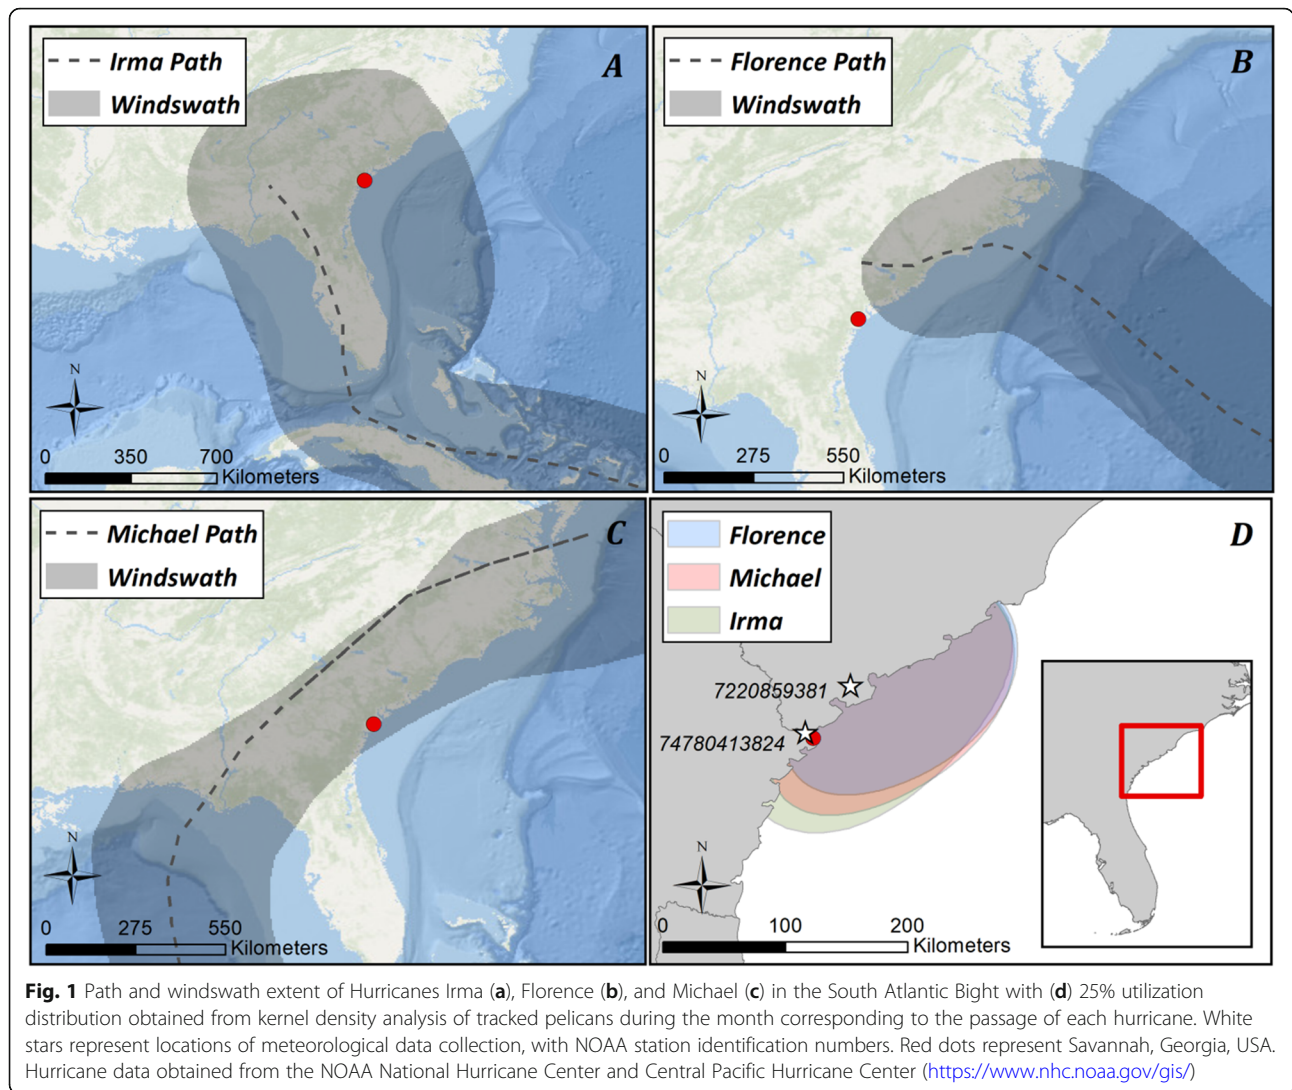 Irma Path
Windswath
A
N
0 350 700
Kilometers
Florence Path
Windswath
B
N
0 275 550
Kilometers
Michael Path
Windswath
C
N
0 275 550
Kilometers
Florence
Michael
Irma
D
7220859381
74780413824
N
0 100 200
Kilometers
Fig. 1 Path and windswath extent of Hurricanes Irma (a), Florence (b), and Michael (c) in the South Atlantic Bight with (d) 25% utilization
distribution obtained from kernel density analysis of tracked pelicans during the month corresponding to the passage of each hurricane. White
stars represent locations of meteorological data collection, with NOAA station identification numbers. Red dots represent Savannah, Georgia, USA.
Hurricane data obtained from the NOAA National Hurricane Center and Central Pacific Hurricane Center (https://www.nhc.noaa.gov/gis/)